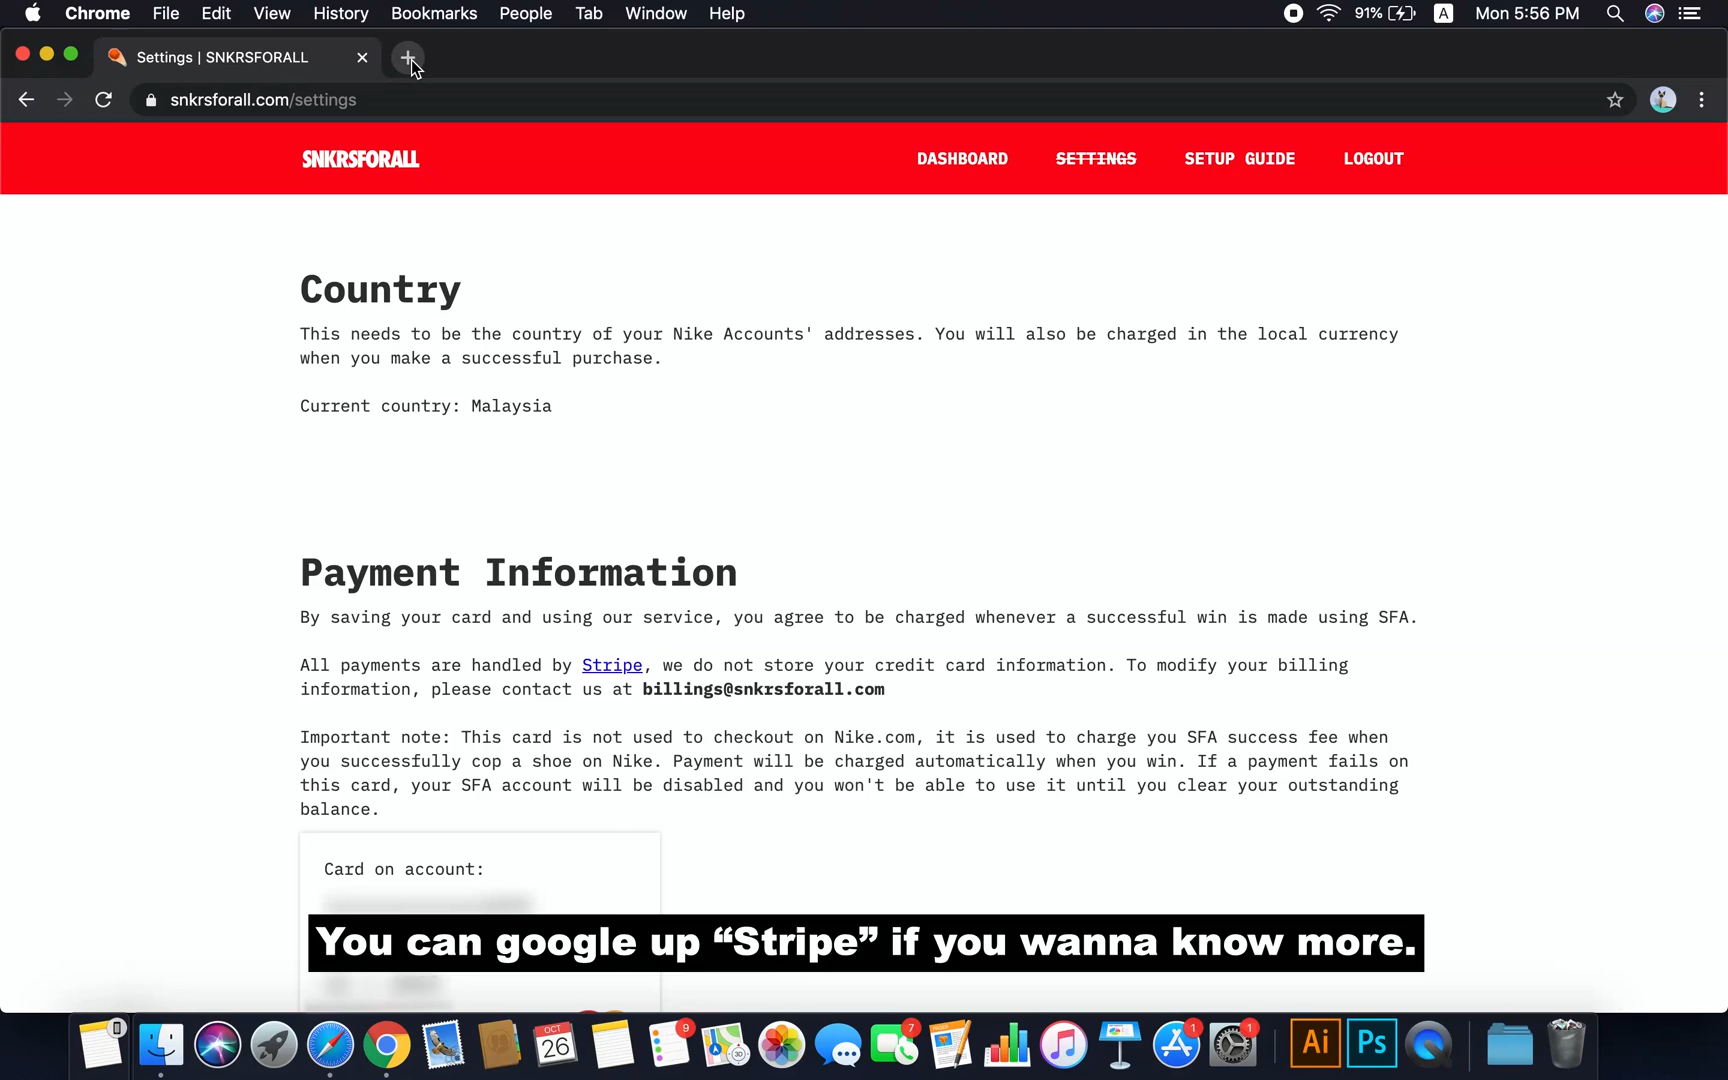 Chrome File Edit View History Bookmarks People Tab Window Help 91% A Mon 5:56 PM
Settings | SNKRSFORALL
snkrsforall.com/settings
SNKRSFORALL DASHBOARD SETTINGS SETUP GUIDE LOGOUT
Country
This needs to be the country of your Nike Accounts' addresses. You will also be charged in the local currency
when you make a successful purchase.
Current country: Malaysia
Payment Information
By saving your card and using our service, you agree to be charged whenever a successful win is made using SFA.
All payments are handled by Stripe, we do not store your credit card information. To modify your billing
information, please contact us at billings@snkrsforall.com
Important note: This card is not used to checkout on Nike.com, it is used to charge you SFA success fee when
you successfully cop a shoe on Nike. Payment will be charged automatically when you win. If a payment fails on
this card, your SFA account will be disabled and you won't be able to use it until you clear your outstanding
balance.
Card on account:
You can google up “Stripe” if you wanna know more.
OCT
26
9
7
1
1
Ai
Ps